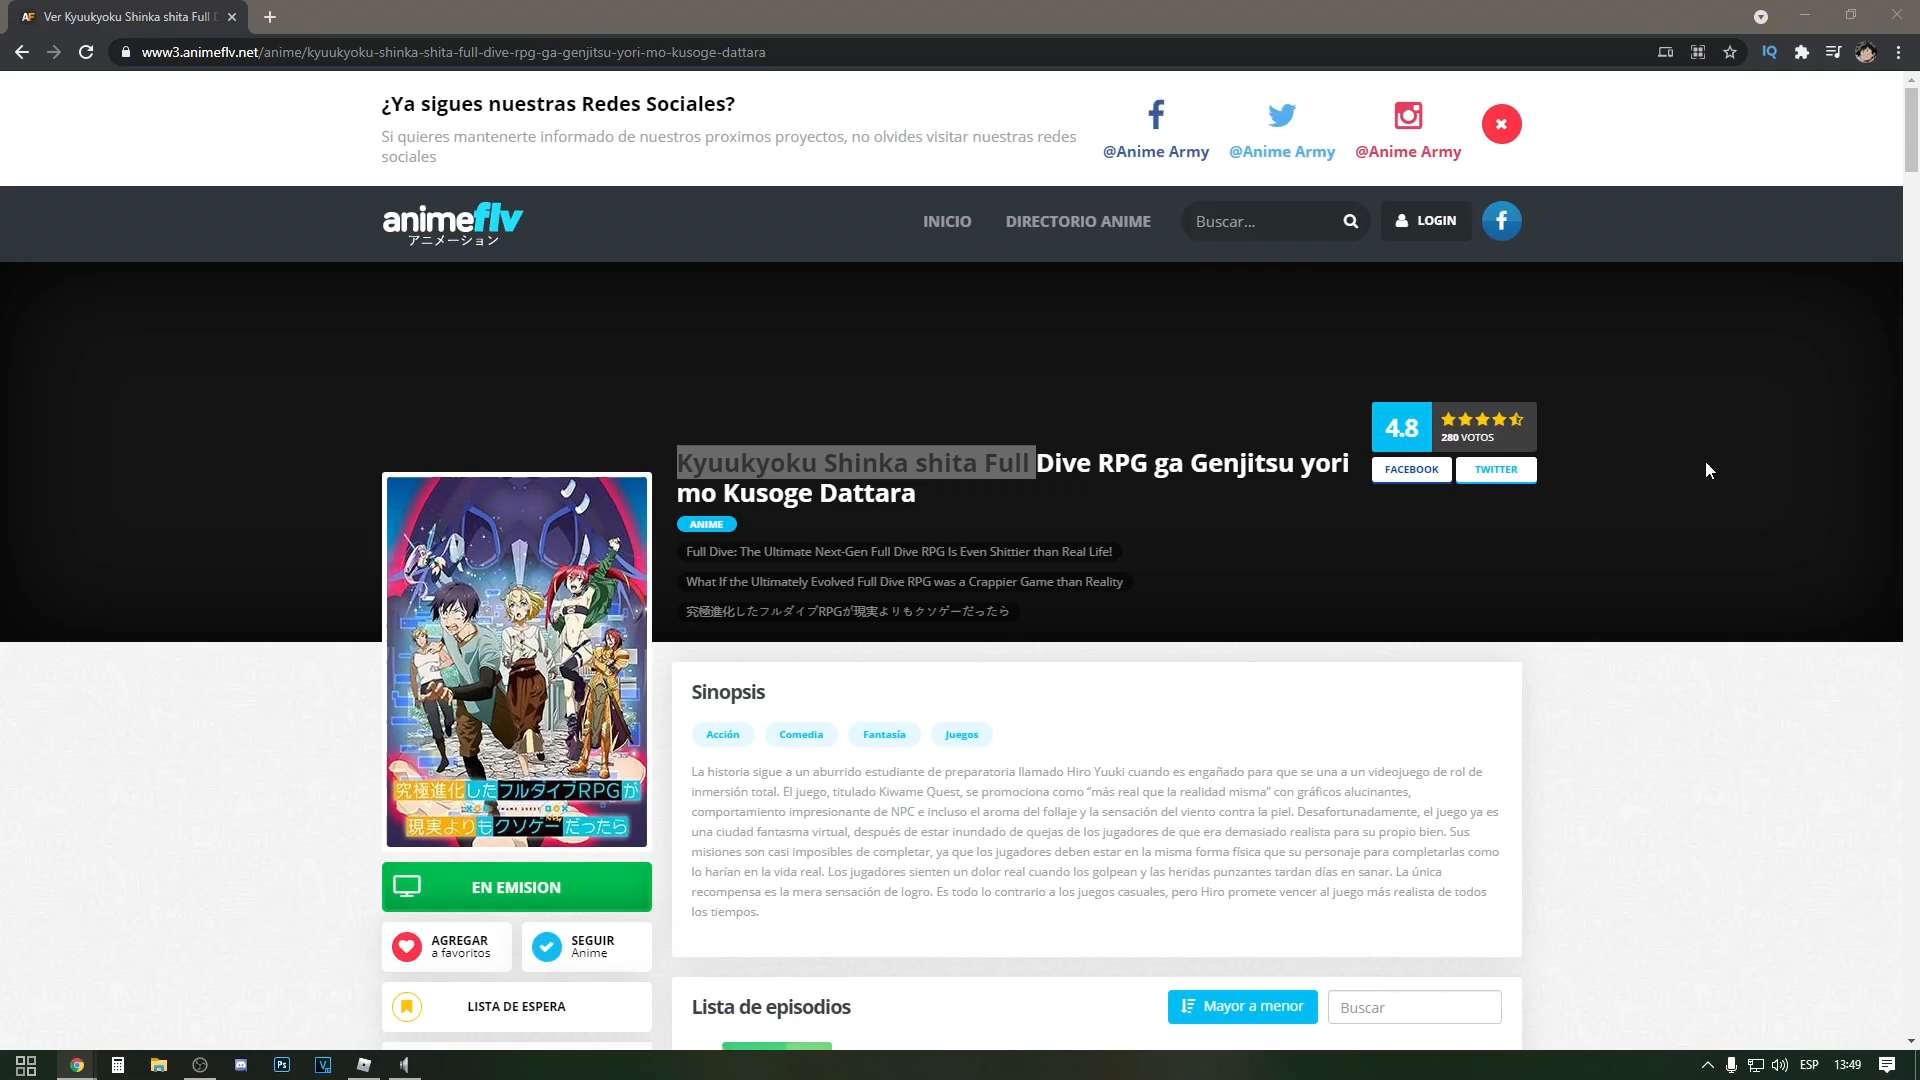 AF Ver Kyuukyoku Shinka shita Full D
www3.animeflv.net/anime/kyuukyoku-shinka-shita-full-dive-rpg-ga-genjitsu-yori-mo-kusoge-dattara
IQ
¿Ya sigues nuestras Redes Sociales?
Si quieres mantenerte informado de nuestros proximos proyectos, no olvides visitar nuestras redes
sociales
@Anime Army
@Anime Army
@Anime Army
animeflv
アニメーション
INICIO
DIRECTORIO ANIME
Buscar...
LOGIN
Kyuukyoku Shinka shita Full Dive RPG ga Genjitsu yori
mo Kusoge Dattara
4.8
280 VOTOS
FACEBOOK
TWITTER
ANIME
Full Dive: The Ultimate Next-Gen Full Dive RPG Is Even Shittier than Real Life!
What If the Ultimately Evolved Full Dive RPG was a Crappier Game than Reality
究極進化したフルダイブRPGが現実よりもクソゲーだったら
究極進化したフルダイブRPGが
現実よりもクソゲーだったら
EN EMISION
AGREGAR
a favoritos
SEGUIR
Anime
LISTA DE ESPERA
Sinopsis
Acción
Comedia
Fantasía
Juegos
La historia sigue a un aburrido estudiante de preparatoria llamado Hiro Yuuki cuando es engañado para que se una a un videojuego de rol de
inmersión total. El juego, titulado Kiwame Quest, se promociona como “más real que la realidad misma” con gráficos alucinantes,
comportamiento impresionante de NPC e incluso el aroma del follaje y la sensación del viento contra la piel. Desafortunadamente, el juego ya es
una ciudad fantasma virtual, después de estar inundado de quejas de los jugadores de que era demasiado realista para su propio bien. Sus
misiones son casi imposibles de completar, ya que los jugadores deben estar en la misma forma física que su personaje para completarlas como
lo harían en la vida real. Los jugadores sienten un dolor real cuando los golpean y las heridas punzantes tardan días en sanar. La única
recompensa es la mera sensación de logro. Es todo lo contrario a los juegos casuales, pero Hiro promete vencer al juego más realista de todos
los tiempos.
Lista de episodios
Mayor a menor
Buscar
Ps
ESP
13:49